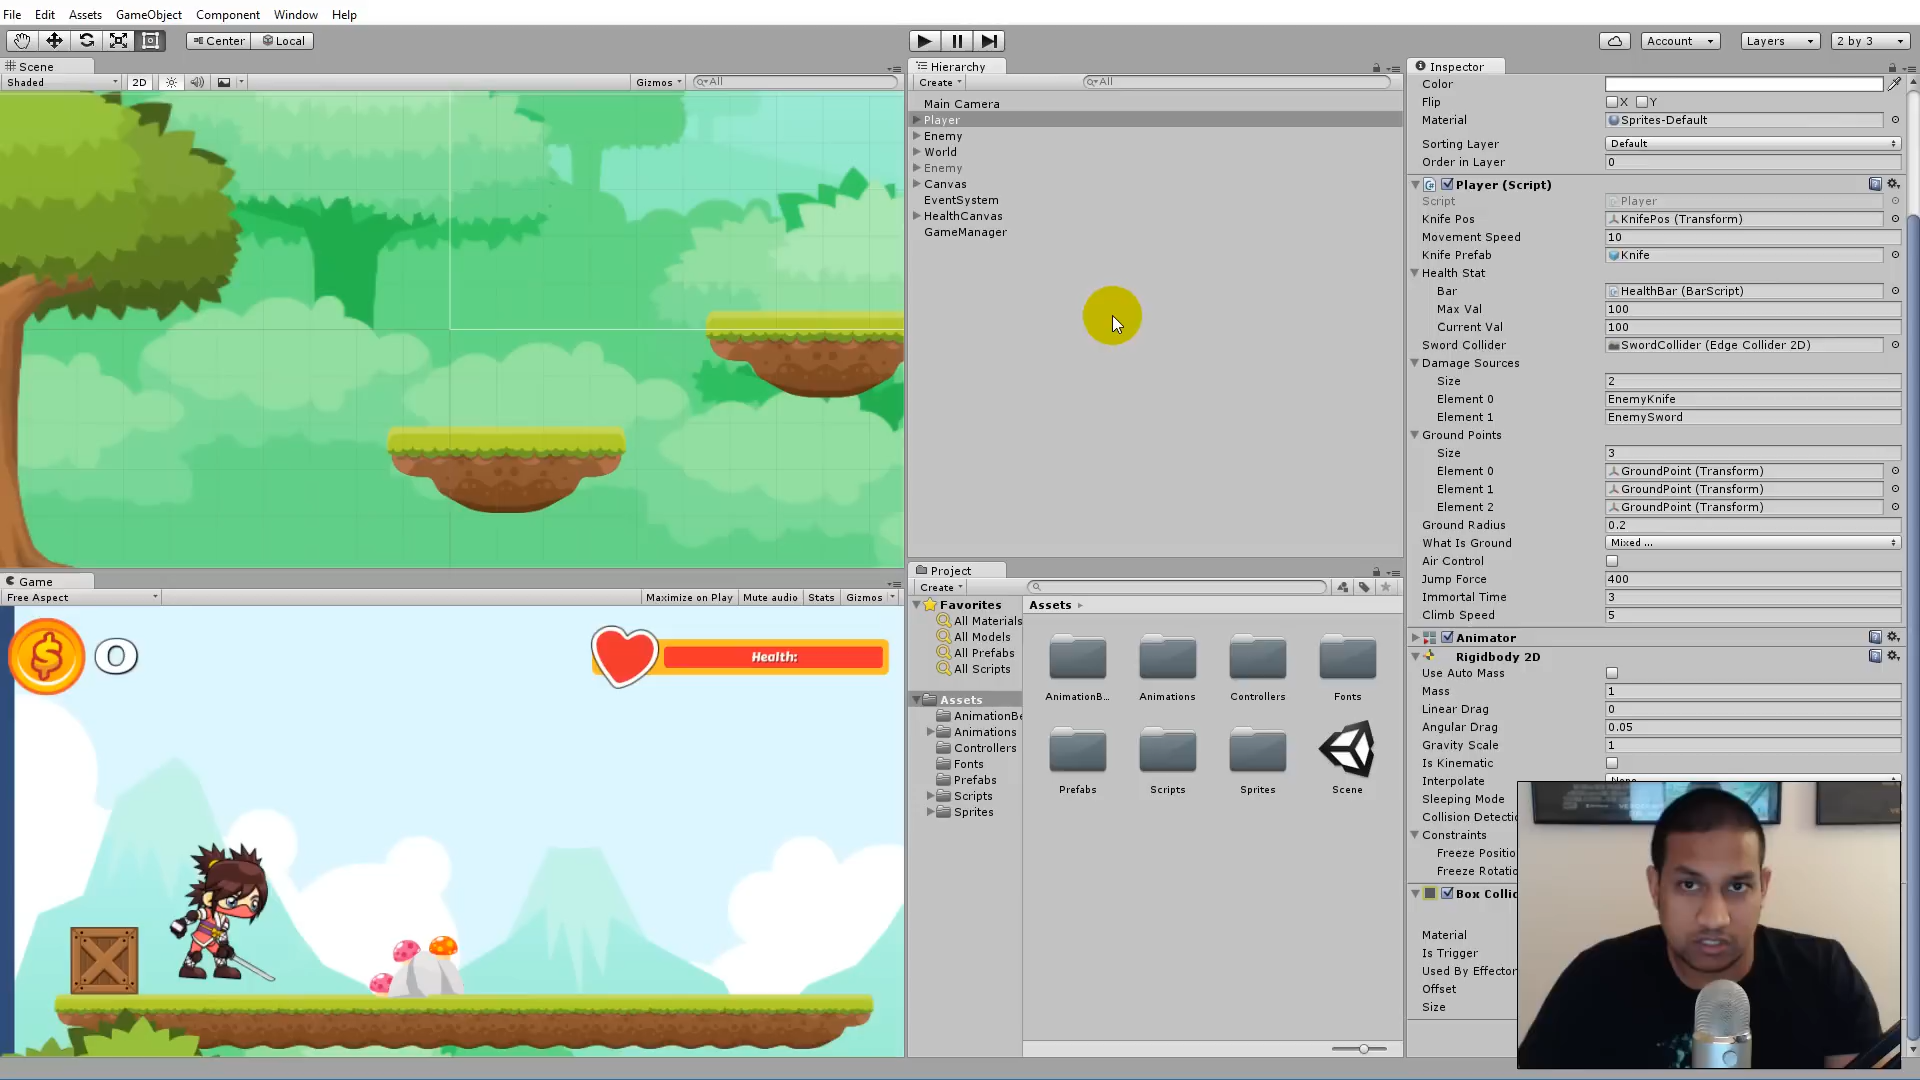 File Edit Assets GameObject Component Window Help
Center Local
Account Layers 2 by 3
Scene
Shaded 2D Gizmos All
Hierarchy
Create All
Main Camera
Player
Enemy
World
Enemy
Canvas
EventSystem
HealthCanvas
GameManager
Inspector
Color
Flip X Y
Material Sprites-Default
Sorting Layer Default
Order in Layer 0
Player (Script)
Script Player
Knife Pos KnifePos (Transform)
Movement Speed 10
Knife Prefab Knife
Health Stat
Bar HealthBar (BarScript)
Max Val 100
Current Val 100
Sword Collider SwordCollider (Edge Collider 2D)
Damage Sources
Size 2
Element 0 EnemyKnife
Element 1 EnemySword
Ground Points
Size 3
Element 0 GroundPoint (Transform)
Element 1 GroundPoint (Transform)
Element 2 GroundPoint (Transform)
Ground Radius 0.2
What Is Ground Mixed ...
Air Control
Jump Force 400
Immortal Time 3
Climb Speed 5
Animator
Rigidbody 2D
Use Auto Mass
Mass 1
Linear Drag 0
Angular Drag 0.05
Gravity Scale 1
Is Kinematic
Interpolate
Sleeping Mode
Collision Detectio
Constraints
Freeze Positio
Freeze Rotatio
Box Collic
Material
Is Trigger
Used By Effector
Offset
Size
Game
Free Aspect Maximize on Play Mute audio Stats Gizmos
$ 0 Health:
Project
Create
Favorites
All Materials
All Models
All Prefabs
All Scripts
Assets
AnimationBe
Animations
Controllers
Fonts
Prefabs
Scripts
Sprites
Assets
AnimationB... Animations Controllers Fonts
Prefabs Scripts Sprites Scene